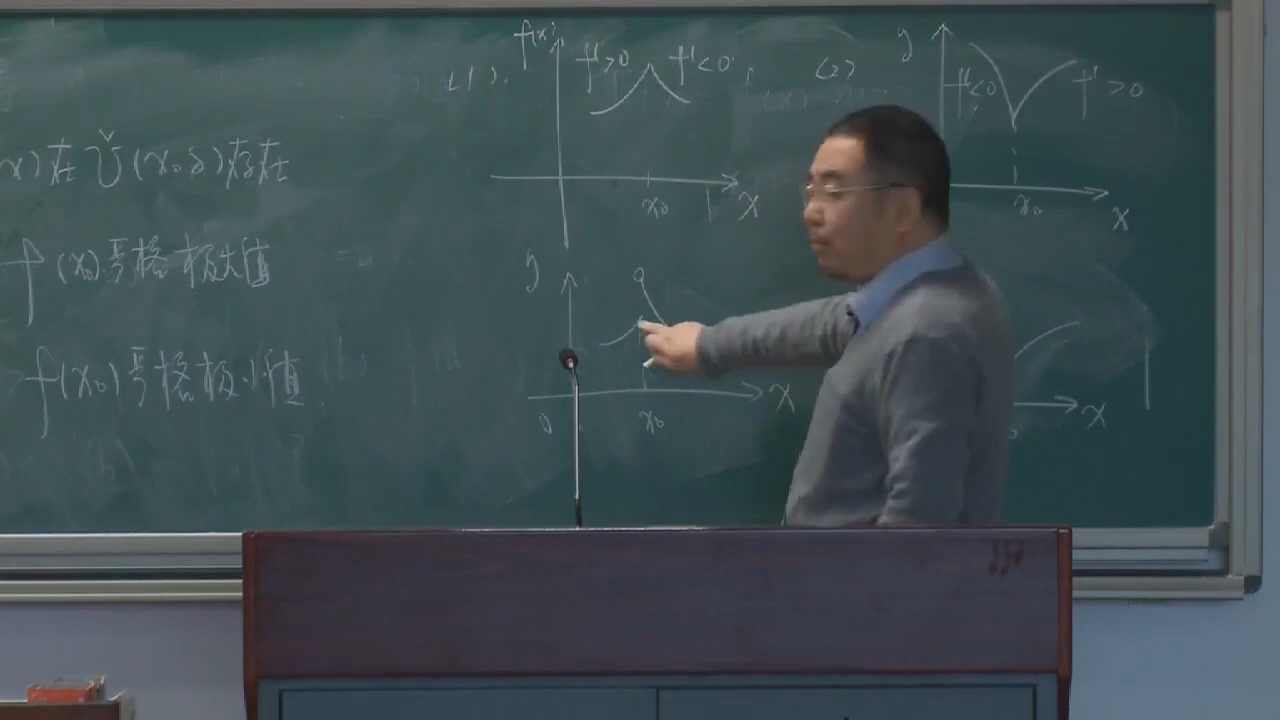 x)在 Ǔ(x₀,δ)存在
f(x₀)严格极大值
f(x₀)严格极小值.
(1).
f(x)
f'>0
f'<0
x₀
x
(2)
y
f'<0
f'>0
x₀
x
y
0
x₀
x
x